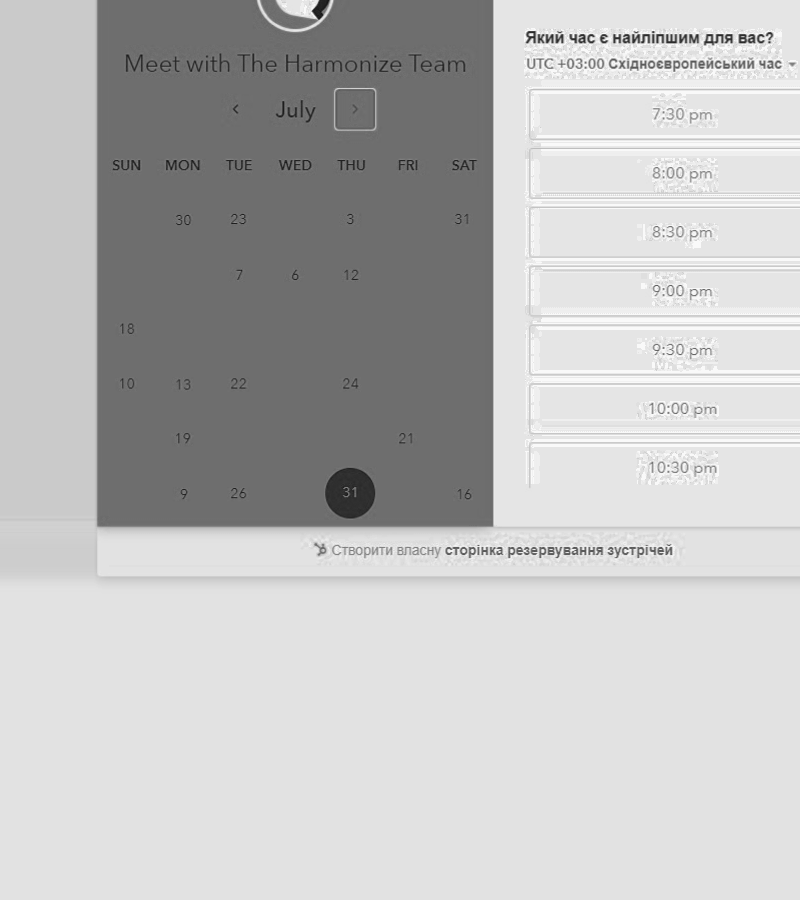 Meet with The Harmonize Team
July
SUN MON TUE WED THU FRI SAT
30 23 3 31
7 6 12
18
10 13 22 24
19 21
9 26 31 16
Який час є найліпшим для вас?
UTC +03:00 Східноєвропейський час
7:30 pm
8:00 pm
8:30 pm
9:00 pm
9:30 pm
10:00 pm
10:30 pm
Створити власну сторінка резервування зустрічей